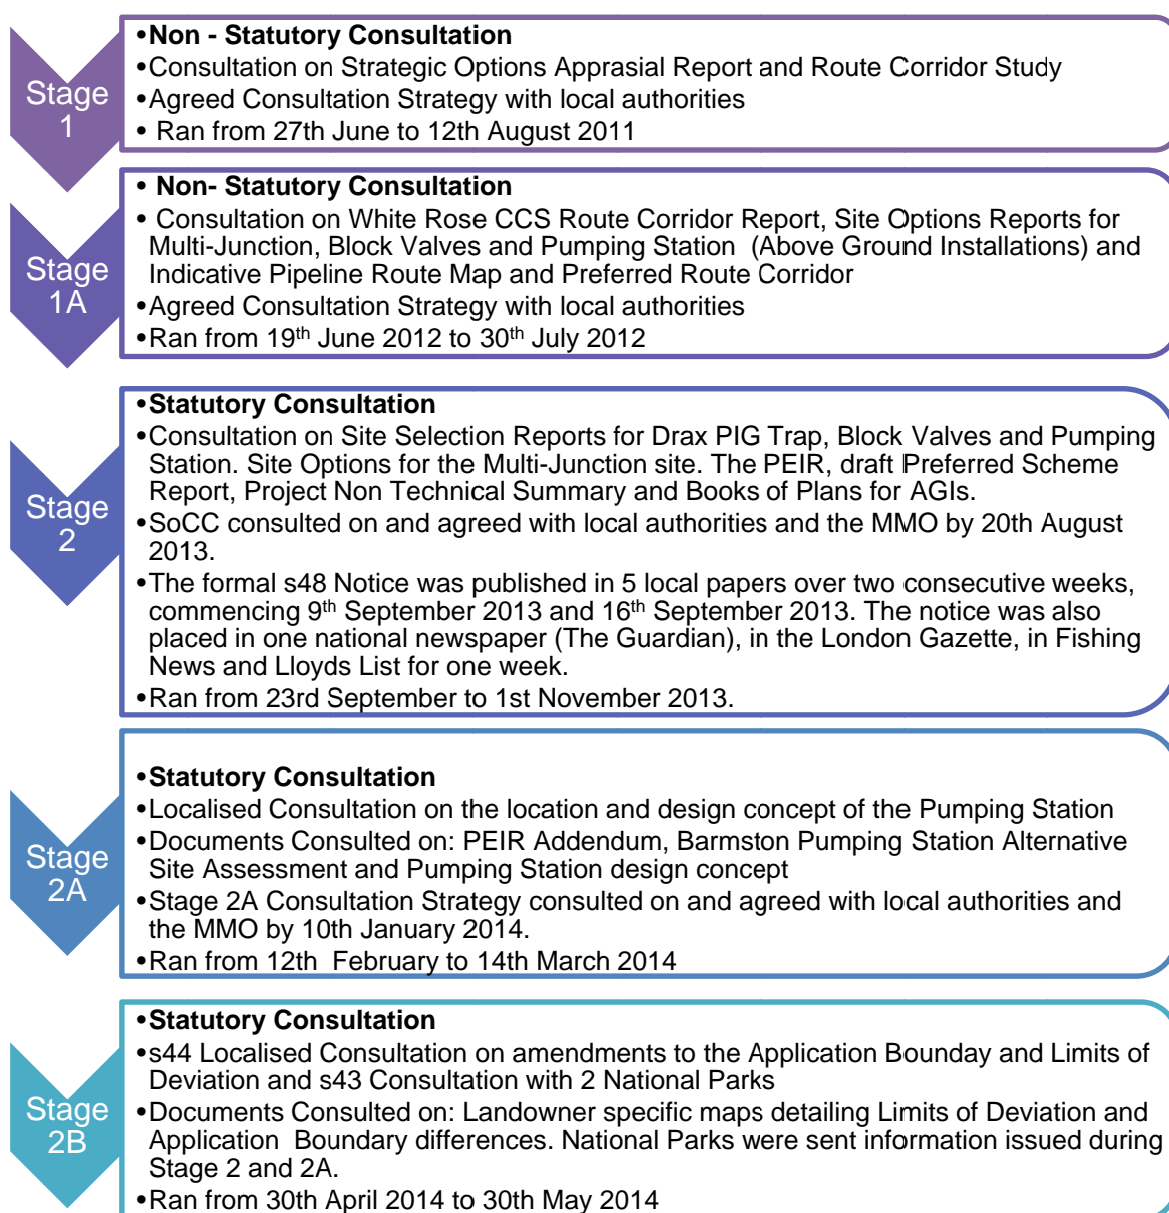 Stage
1
•Non - Statutory Consultation
•Consultation on Strategic Options Apprasial Report and Route Corridor Study
•Agreed Consultation Strategy with local authorities
• Ran from 27th June to 12th August 2011
Stage
1A
• Non- Statutory Consultation
• Consultation on White Rose CCS Route Corridor Report, Site Options Reports for
Multi-Junction, Block Valves and Pumping Station (Above Ground Installations) and
Indicative Pipeline Route Map and Preferred Route Corridor
•Agreed Consultation Strategy with local authorities
•Ran from 19th June 2012 to 30th July 2012
Stage
2
•Statutory Consultation
•Consultation on Site Selection Reports for Drax PIG Trap, Block Valves and Pumping
Station. Site Options for the Multi-Junction site. The PEIR, draft Preferred Scheme
Report, Project Non Technical Summary and Books of Plans for AGIs.
•SoCC consulted on and agreed with local authorities and the MMO by 20th August
2013.
•The formal s48 Notice was published in 5 local papers over two consecutive weeks,
commencing 9th September 2013 and 16th September 2013. The notice was also
placed in one national newspaper (The Guardian), in the London Gazette, in Fishing
News and Lloyds List for one week.
•Ran from 23rd September to 1st November 2013.
Stage
2A
•Statutory Consultation
•Localised Consultation on the location and design concept of the Pumping Station
•Documents Consulted on: PEIR Addendum, Barmston Pumping Station Alternative
Site Assessment and Pumping Station design concept
•Stage 2A Consultation Strategy consulted on and agreed with local authorities and
the MMO by 10th January 2014.
•Ran from 12th February to 14th March 2014
Stage
2B
•Statutory Consultation
•s44 Localised Consultation on amendments to the Application Bounday and Limits of
Deviation and s43 Consultation with 2 National Parks
•Documents Consulted on: Landowner specific maps detailing Limits of Deviation and
Application Boundary differences. National Parks were sent information issued during
Stage 2 and 2A.
•Ran from 30th April 2014 to 30th May 2014